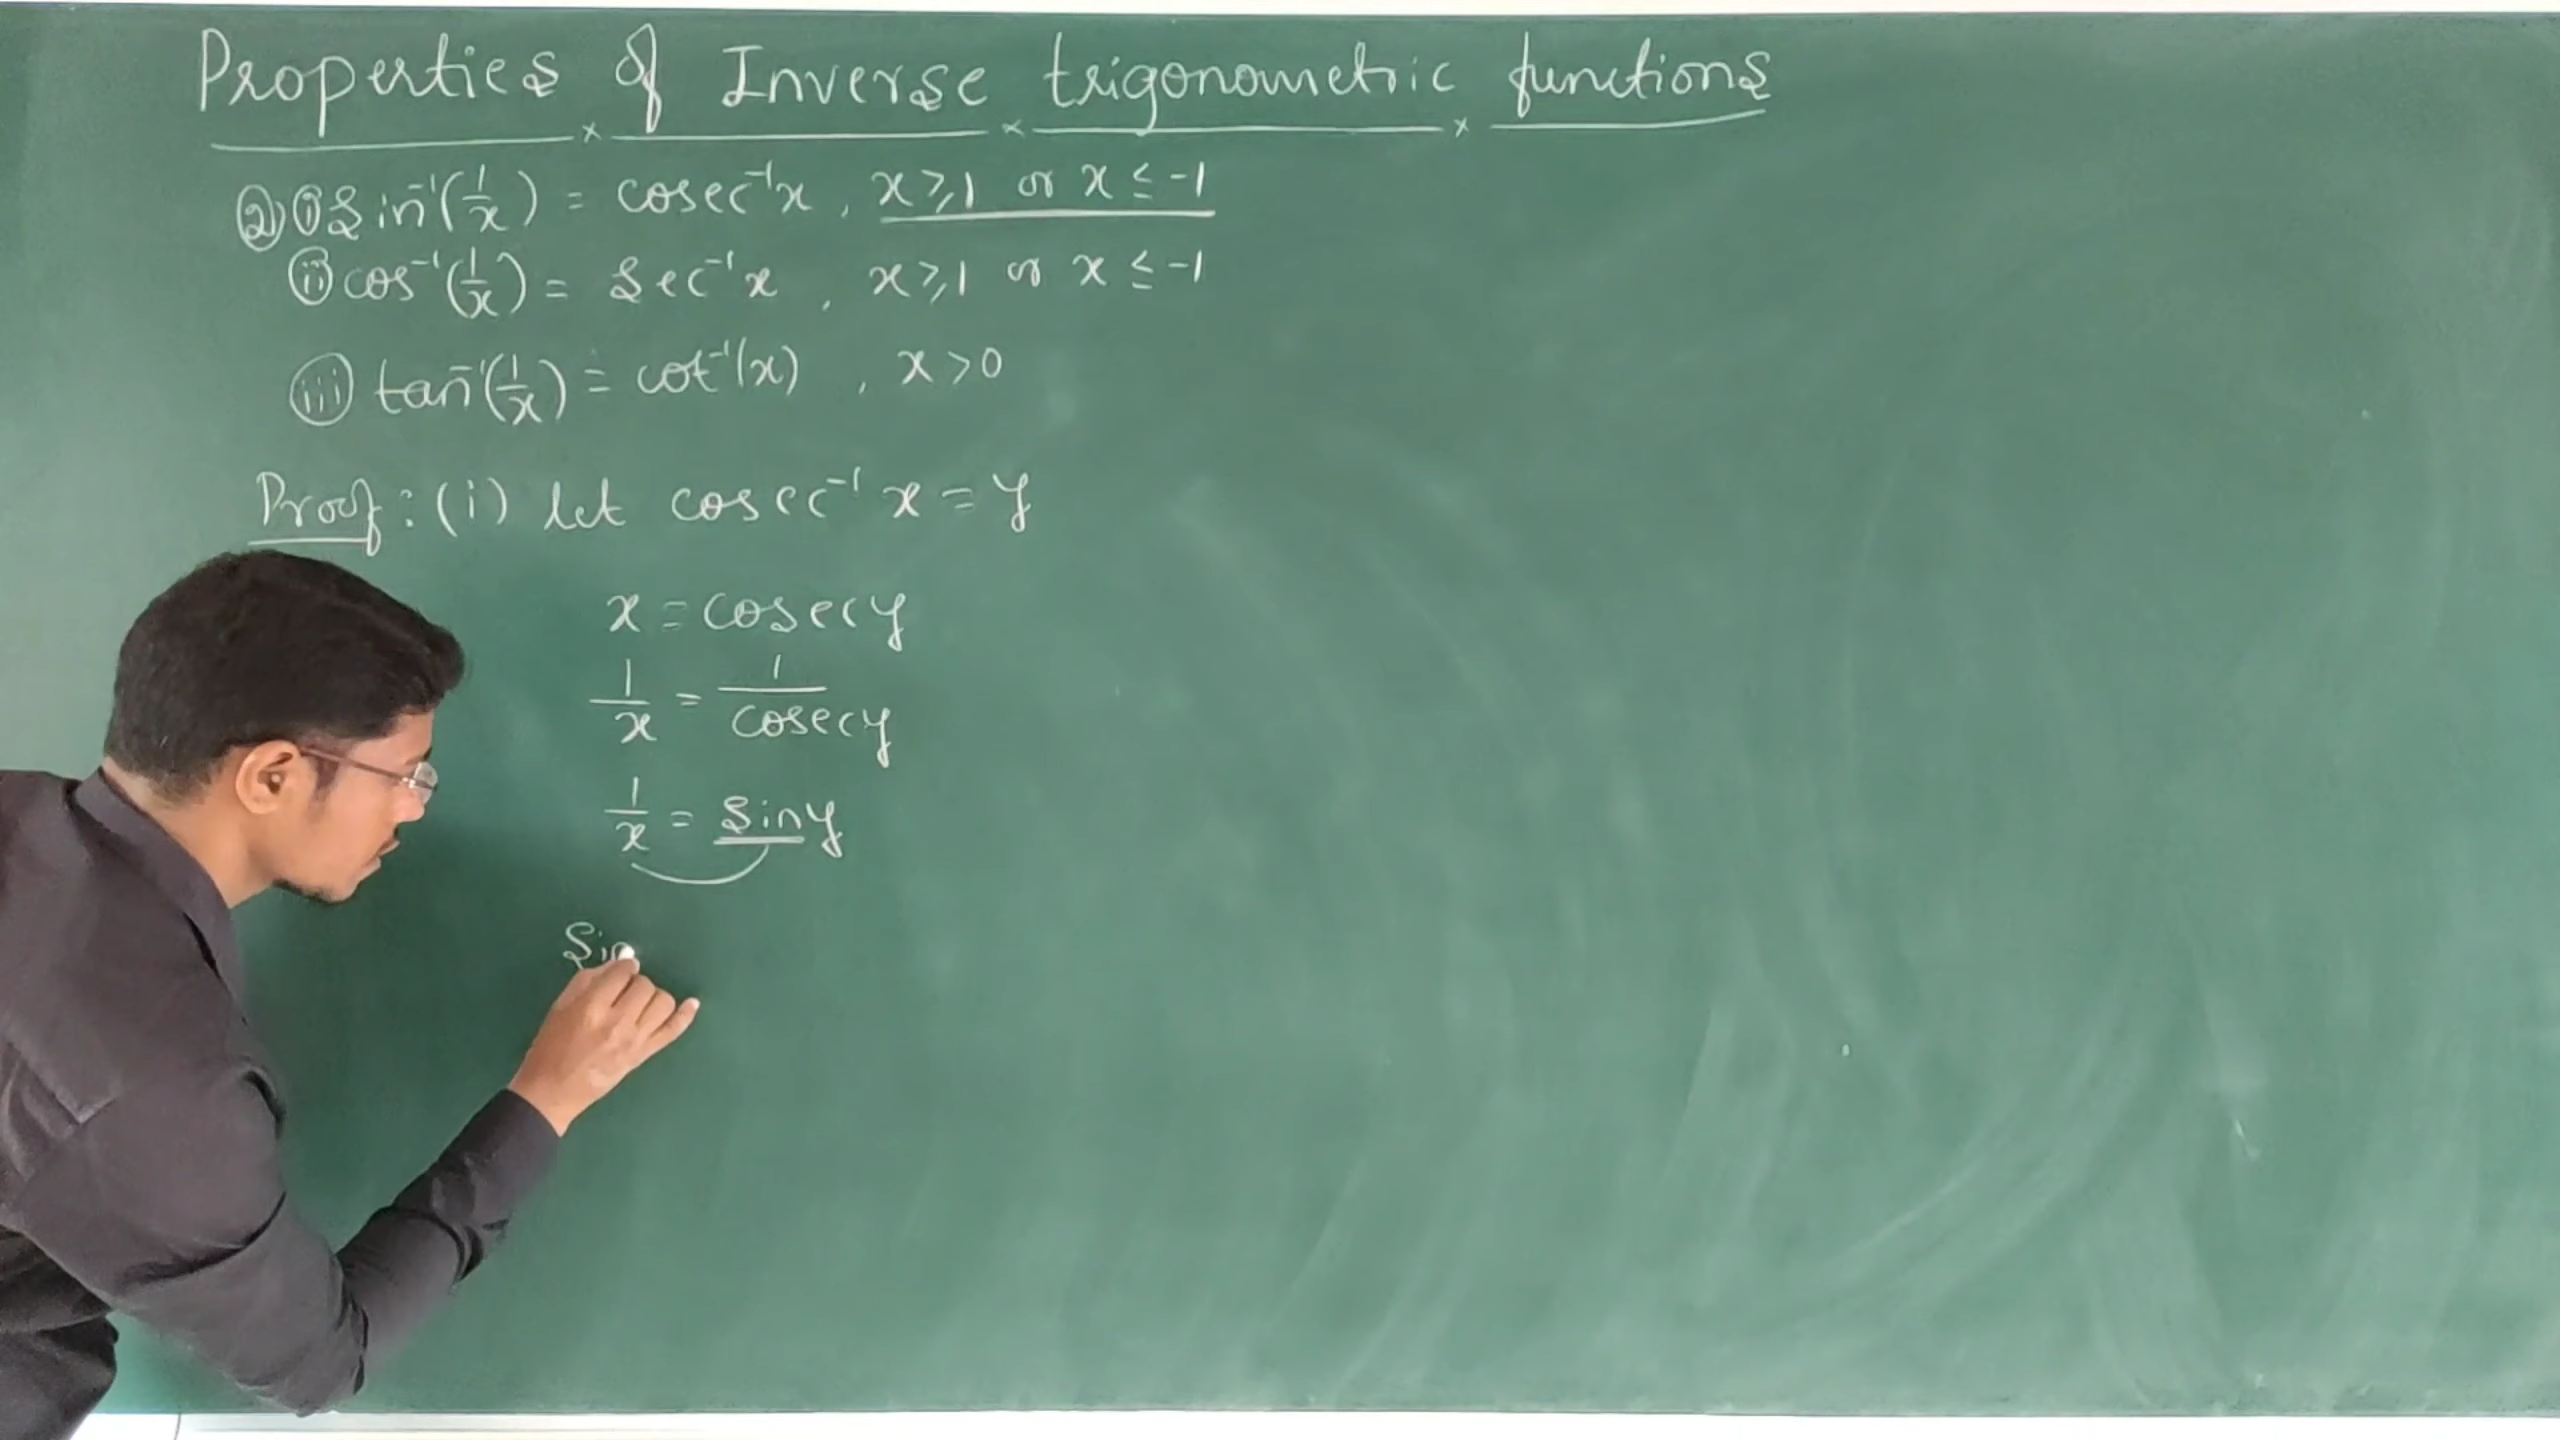 Properties of Inverse trigonometric functions
② ⓘ Sin⁻¹(1/x) = cosec⁻¹x , x ≥ 1 or x ≤ -1
ⅱ cos⁻¹(1/x) = Sec⁻¹x , x ≥ 1 or x ≤ -1
ⅲ tan⁻¹(1/x) = cot⁻¹(x) , x > 0
Proof : (i) let cosec⁻¹ x = y
x = cosecy
1/x = 1/cosecy
1/x = siny
Sin